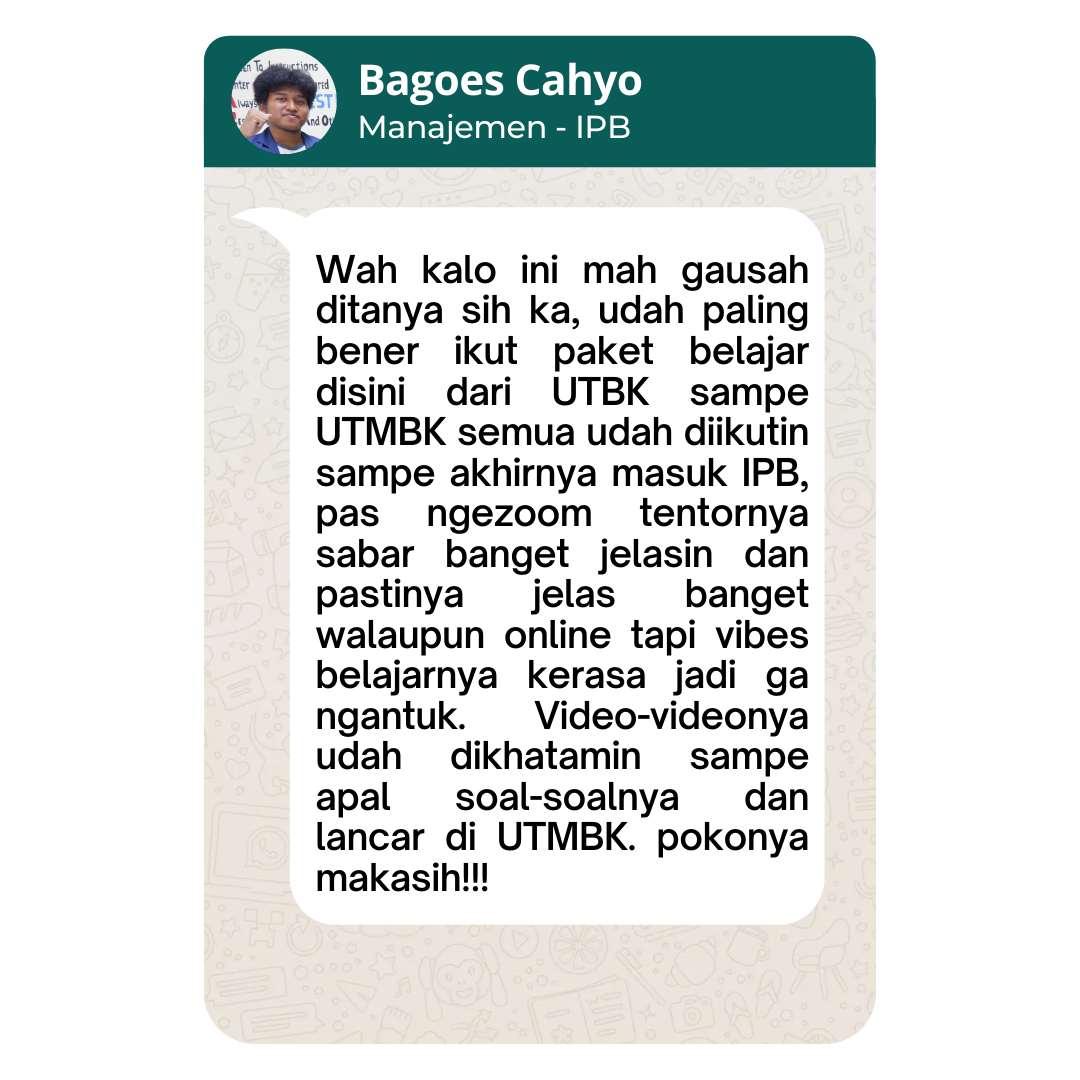 Bagoes Cahyo
Manajemen - IPB
Wah kalo ini mah gausah
ditanya sih ka, udah paling
bener ikut paket belajar
disini dari UTBK sampe
UTMBK semua udah diikutin
sampe akhirnya masuk IPB,
pas ngezoom tentornya
sabar banget jelasin dan
pastinya jelas banget
walaupun online tapi vibes
belajarnya kerasa jadi ga
ngantuk. Video-videonya
udah dikhatamin sampe
apal soal-soalnya dan
lancar di UTMBK. pokonya
makasih!!!